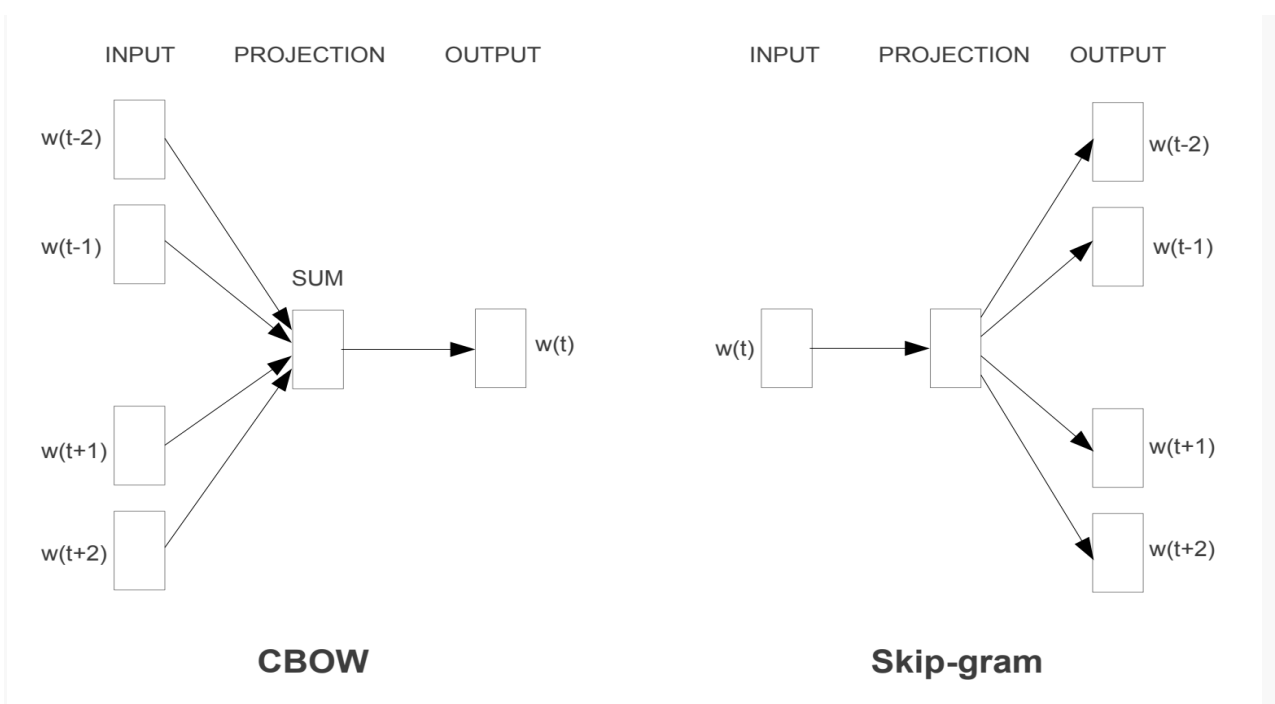 INPUT PROJECTION OUTPUT
w(t-2)
w(t-1)
SUM
w(t)
w(t+1)
w(t+2)
CBOW
INPUT PROJECTION OUTPUT
w(t-2)
w(t-1)
w(t)
w(t+1)
w(t+2)
Skip-gram